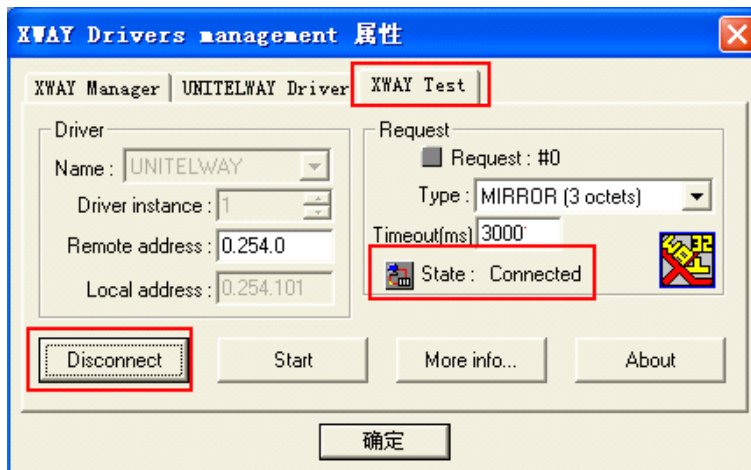 XWAY Drivers management 属性
XWAY Manager UNITELWAY Driver XWAY Test
Driver
Name : UNITELWAY
Driver instance : 1
Remote address : 0.254.0
Local address : 0.254.101
Request
Request : #0
Type : MIRROR (3 octets)
Timeout(ms) 3000
State : Connected
Disconnect Start More info... About
确定